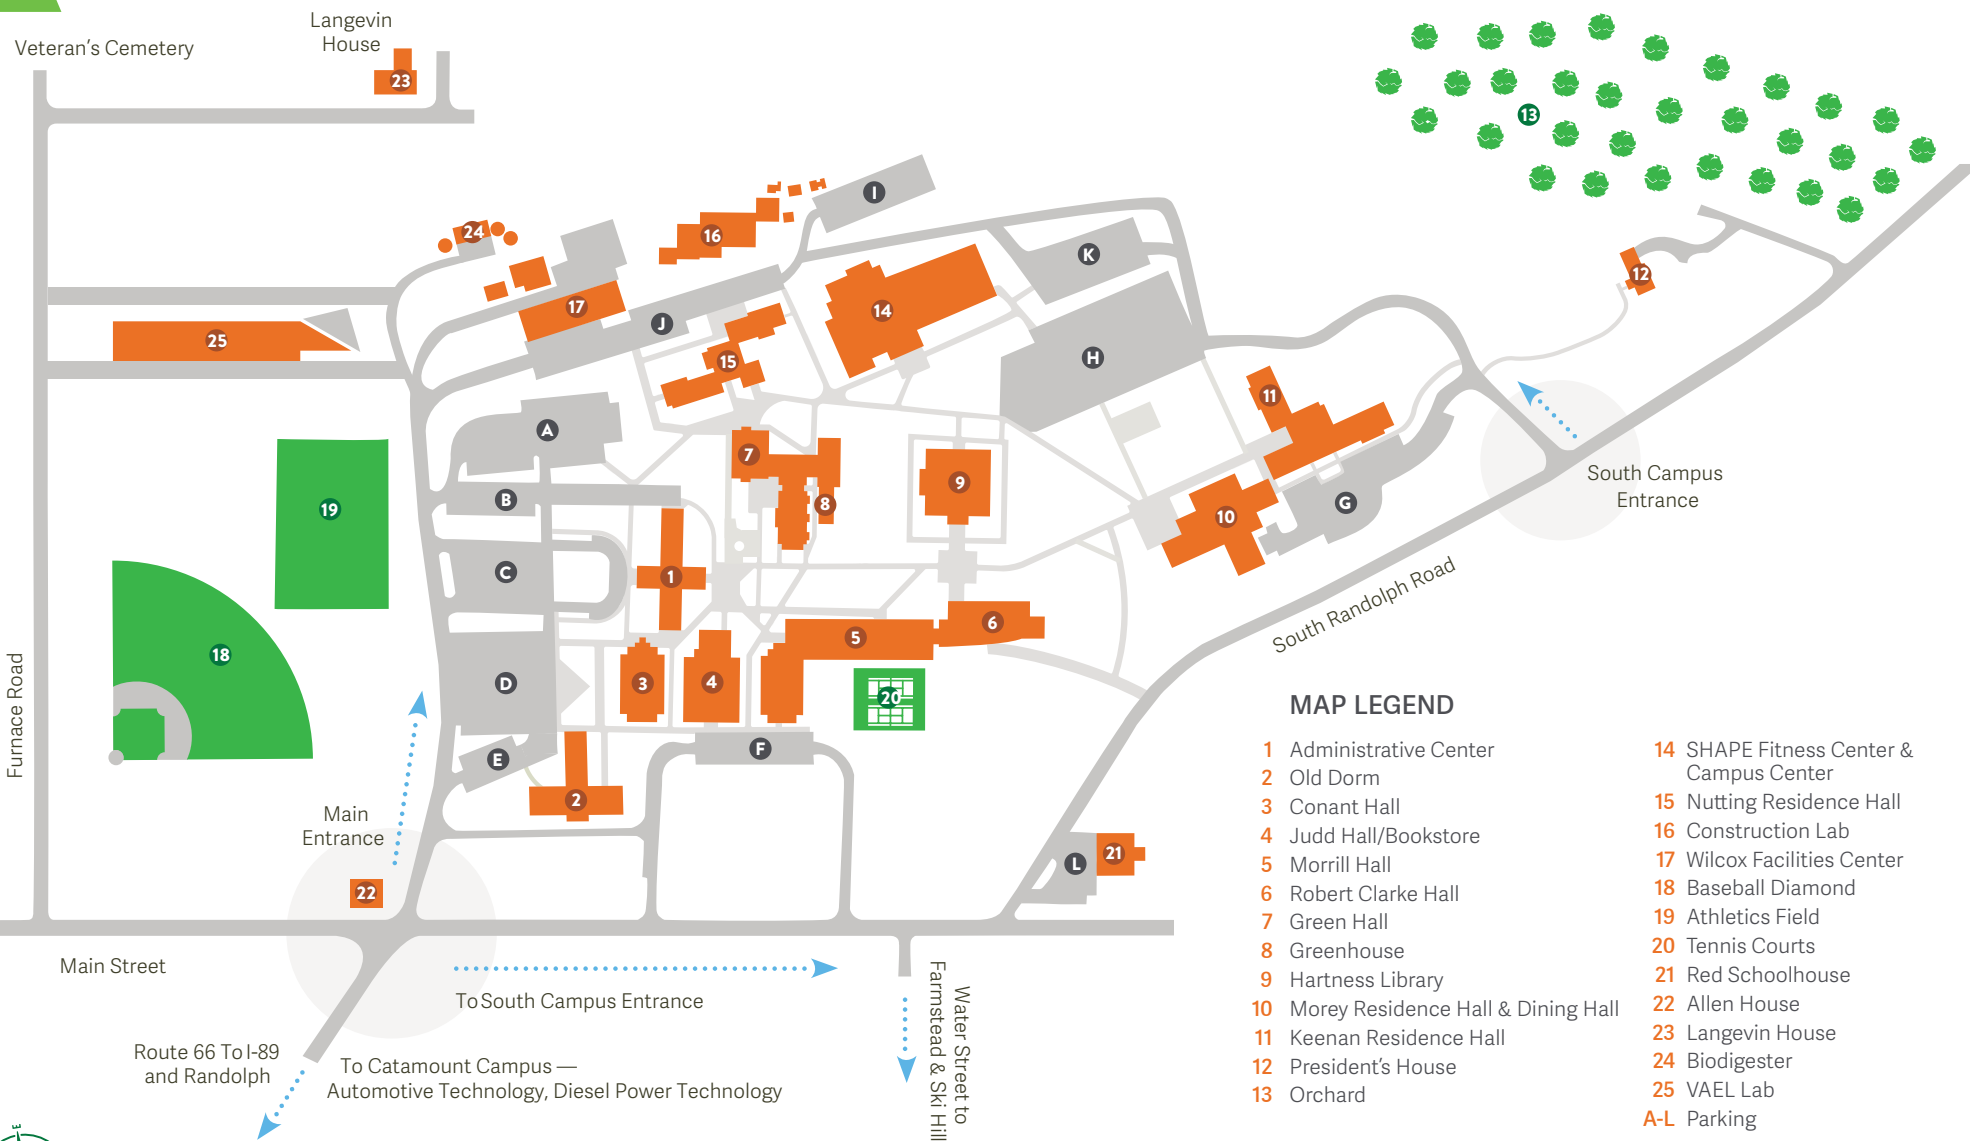 Langevin
House
Veteran's Cemetery
23
13
I
24
16
K
12
17
14
J
25
H
15
11
A
7
9
8
B
19
G
10
South Campus
Entrance
C
1
6
5
18
South Randolph Road
D
3
4
20
Furnace Road
F
E
2
Main
Entrance
L
21
22
Main Street
To South Campus Entrance
Water Street to
Farmstead & Ski Hill
Route 66 To I-89
and Randolph
To Catamount Campus —
Automotive Technology, Diesel Power Technology
E
MAP LEGEND
1 Administrative Center
2 Old Dorm
3 Conant Hall
4 Judd Hall/Bookstore
5 Morrill Hall
6 Robert Clarke Hall
7 Green Hall
8 Greenhouse
9 Hartness Library
10 Morey Residence Hall & Dining Hall
11 Keenan Residence Hall
12 President's House
13 Orchard
14 SHAPE Fitness Center &
Campus Center
15 Nutting Residence Hall
16 Construction Lab
17 Wilcox Facilities Center
18 Baseball Diamond
19 Athletics Field
20 Tennis Courts
21 Red Schoolhouse
22 Allen House
23 Langevin House
24 Biodigester
25 VAEL Lab
A-L Parking